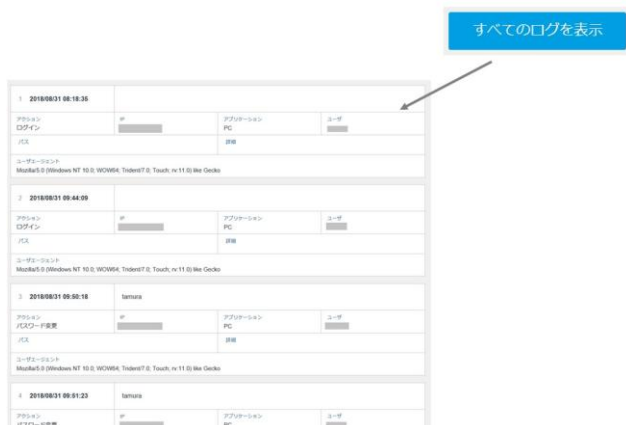 すべてのログを表示
1 2018/08/31 08:18:35
アクション IP アプリケーション ユーザ
ログイン PC
パス 詳細
ユーザエージェント
Mozilla/5.0 (Windows NT 10.0; WOW64; Trident/7.0; Touch; rv:11.0) like Gecko
2 2018/08/31 09:44:09
アクション IP アプリケーション ユーザ
ログイン PC
パス 詳細
ユーザエージェント
Mozilla/5.0 (Windows NT 10.0; WOW64; Trident/7.0; Touch; rv:11.0) like Gecko
3 2018/08/31 09:50:18 tamura
アクション IP アプリケーション ユーザ
パスワード変更 PC
パス 詳細
ユーザエージェント
Mozilla/5.0 (Windows NT 10.0; WOW64; Trident/7.0; Touch; rv:11.0) like Gecko
4 2018/08/31 09:51:23 tamura
アクション IP アプリケーション ユーザ
パスワード変更 PC